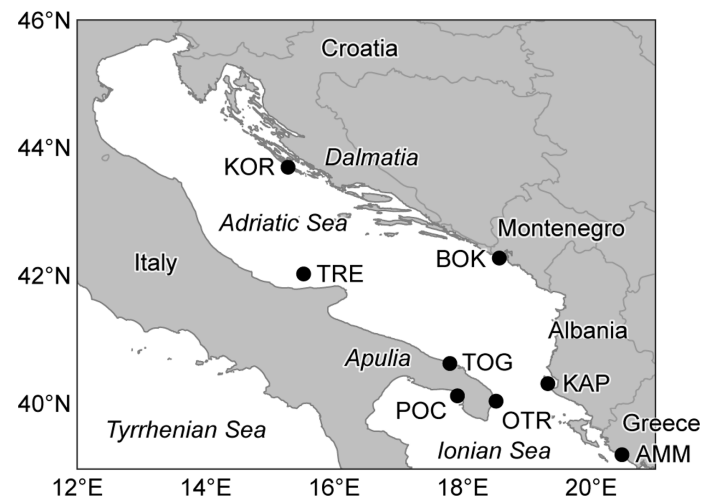 46°N
Croatia
44°N
Dalmatia
KOR
Adriatic Sea
Montenegro
BOK
Italy
TRE
42°N
Albania
Apulia
TOG
KAP
40°N
POC
OTR
Greece
Tyrrhenian Sea
Ionian Sea
AMM
12°E
14°E
16°E
18°E
20°E